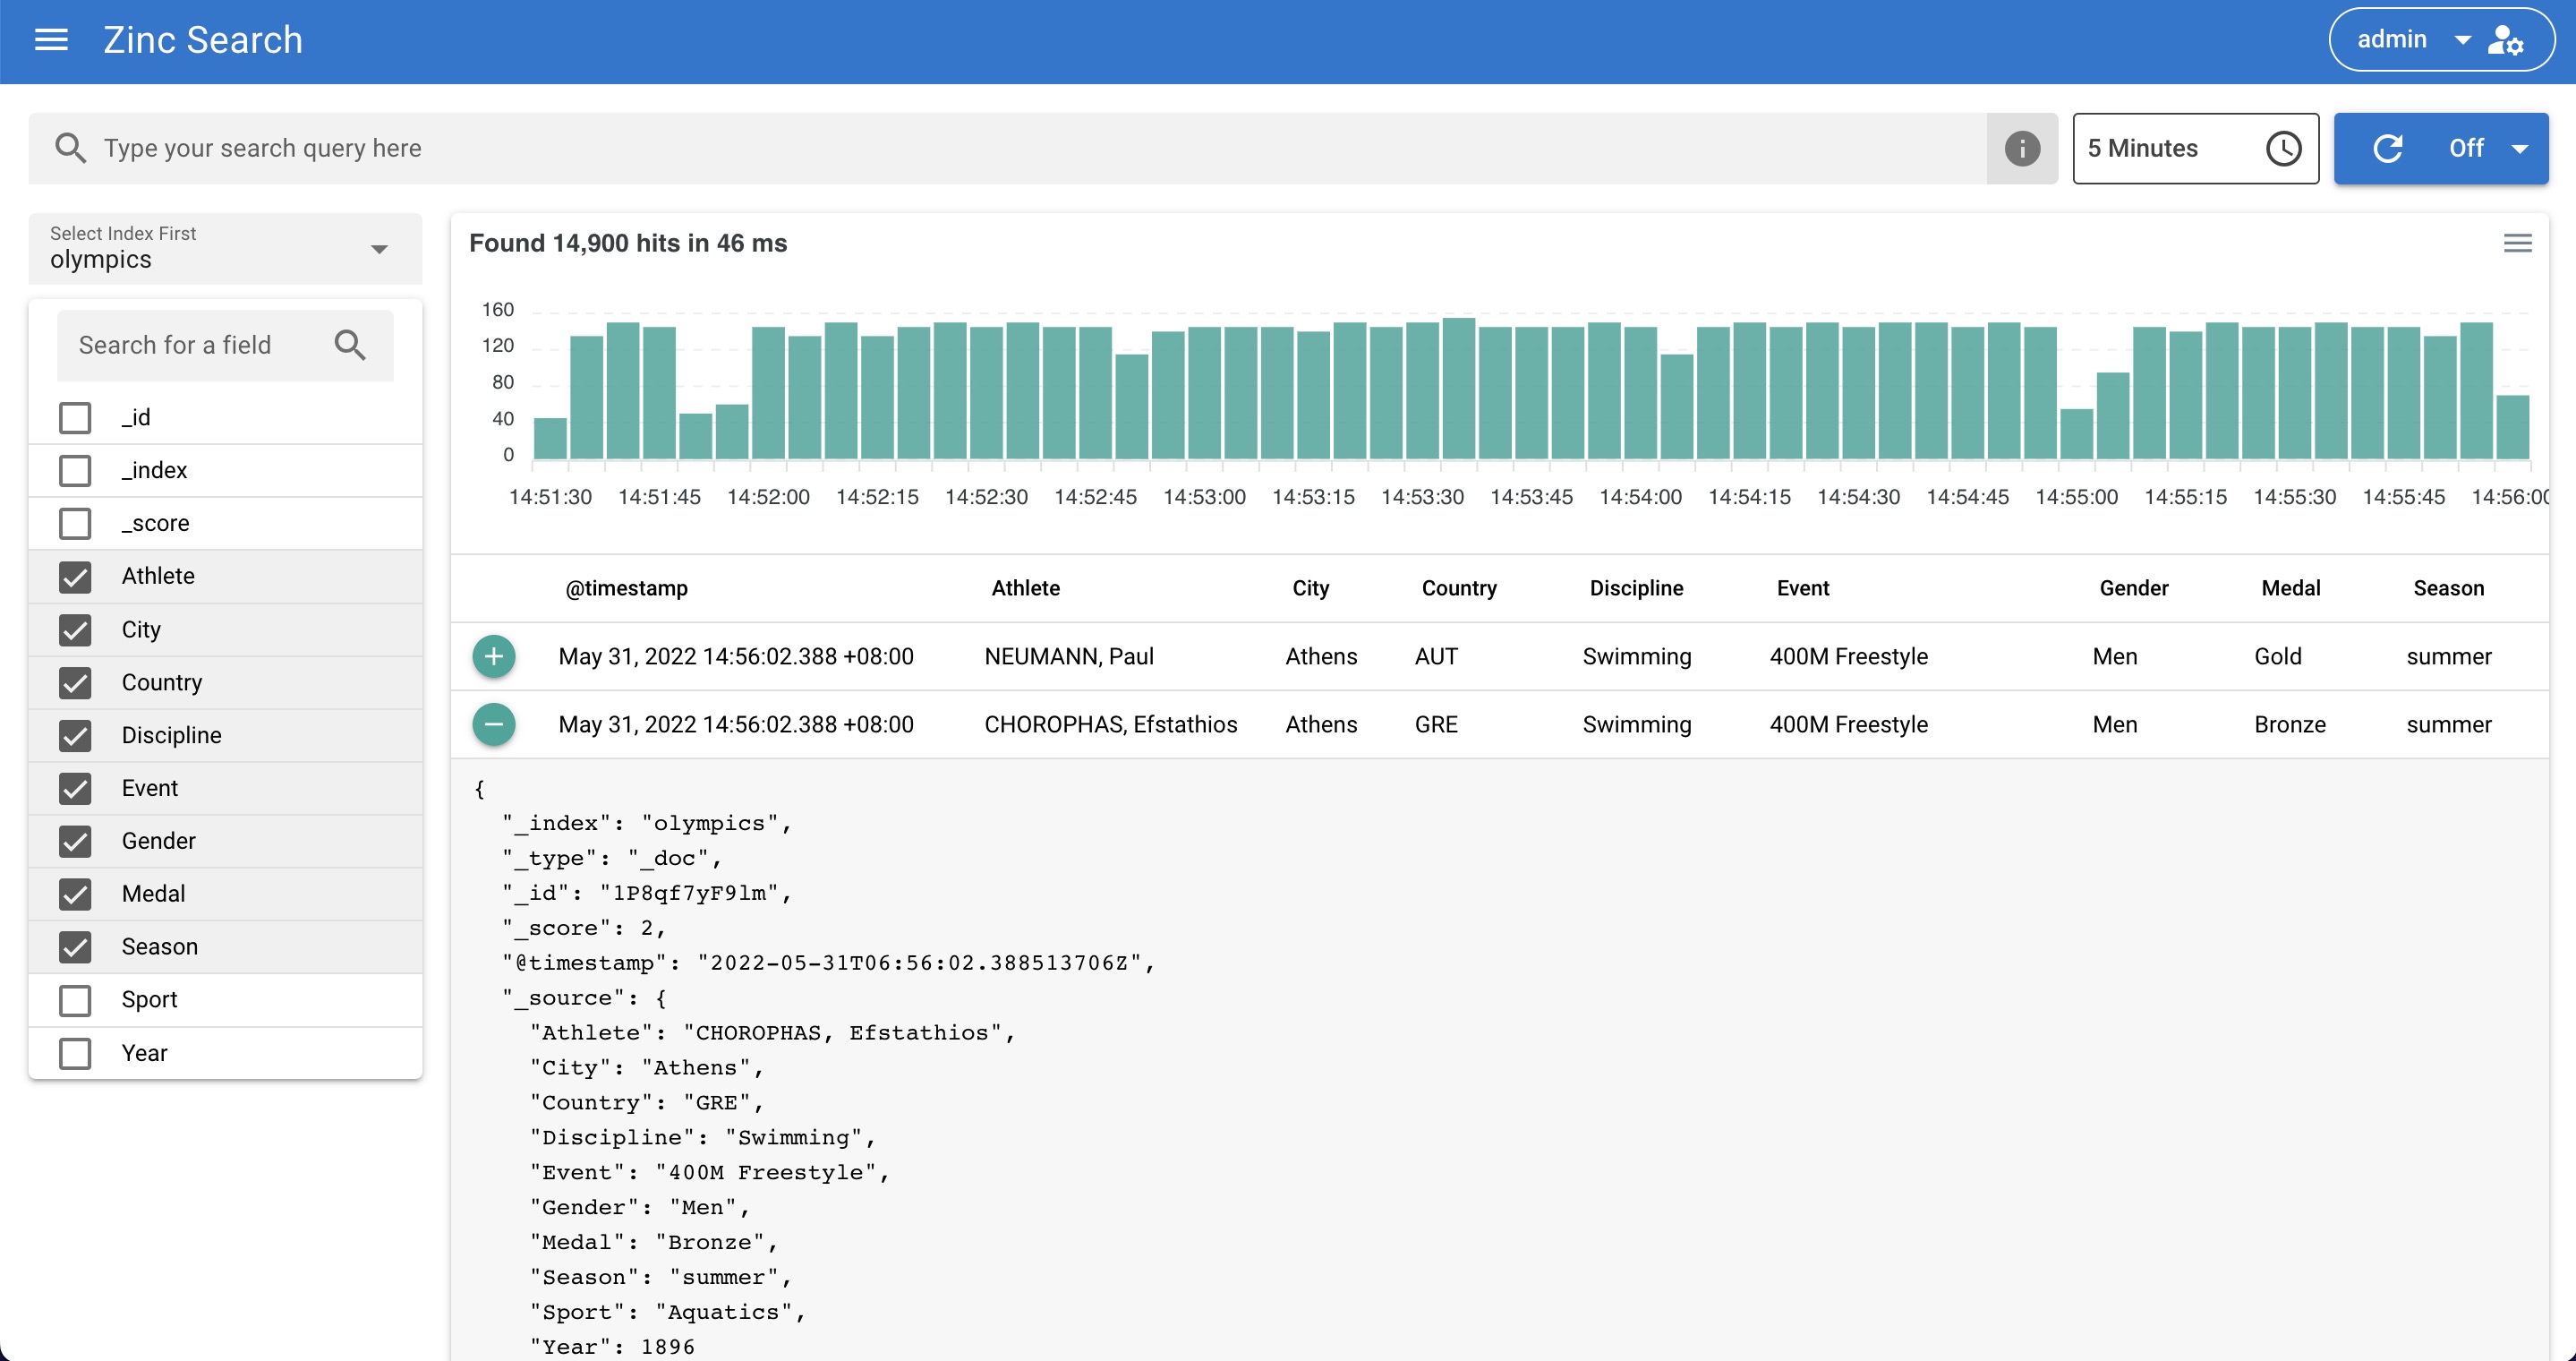 Zinc Search
admin
Type your search query here
5 Minutes
Off
Select Index First
olympics
Search for a field
_id
_index
_score
Athlete
City
Country
Discipline
Event
Gender
Medal
Season
Sport
Year
Found 14,900 hits in 46 ms
160
120
80
40
0
14:51:30 14:51:45 14:52:00 14:52:15 14:52:30 14:52:45 14:53:00 14:53:15 14:53:30 14:53:45 14:54:00 14:54:15 14:54:30 14:54:45 14:55:00 14:55:15 14:55:30 14:55:45 14:56:00
@timestamp Athlete City Country Discipline Event Gender Medal Season
May 31, 2022 14:56:02.388 +08:00 NEUMANN, Paul Athens AUT Swimming 400M Freestyle Men Gold summer
May 31, 2022 14:56:02.388 +08:00 CHOROPHAS, Efstathios Athens GRE Swimming 400M Freestyle Men Bronze summer
{
"_index": "olympics",
"_type": "_doc",
"_id": "1P8qf7yF9lm",
"_score": 2,
"@timestamp": "2022-05-31T06:56:02.388513706Z",
"_source": {
"Athlete": "CHOROPHAS, Efstathios",
"City": "Athens",
"Country": "GRE",
"Discipline": "Swimming",
"Event": "400M Freestyle",
"Gender": "Men",
"Medal": "Bronze",
"Season": "summer",
"Sport": "Aquatics",
"Year": 1896